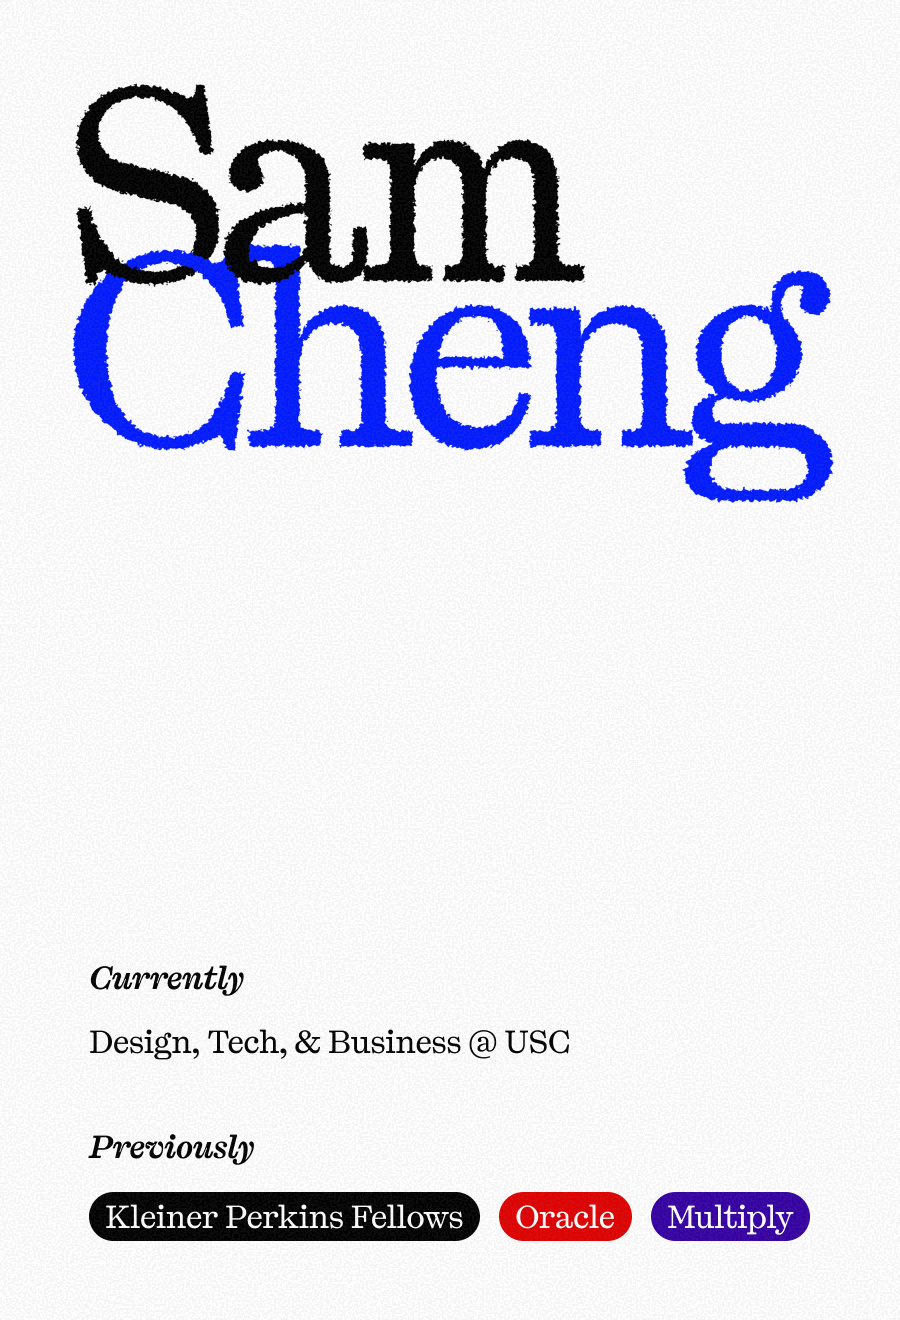 Sam
Cheng
Currently
Design, Tech, & Business @ USC
Previously
Kleiner Perkins Fellows Oracle Multiply